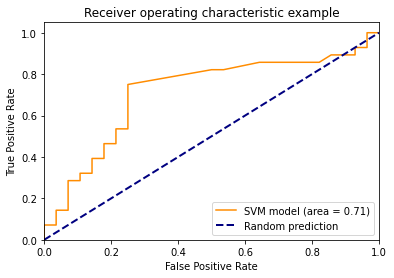 Receiver operating characteristic example
True Positive Rate
1.0
0.8
0.6
0.4
0.2
0.0
SVM model (area = 0.71)
Random prediction
0.0 0.2 0.4 0.6 0.8 1.0
False Positive Rate